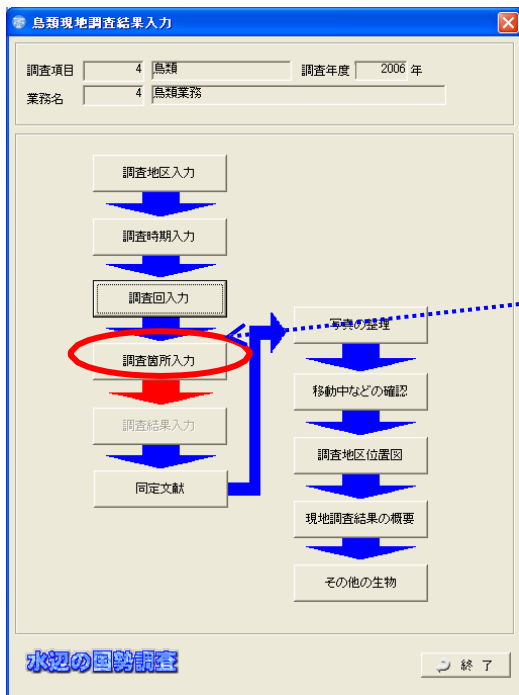 鳥類現地調査結果入力
調査項目 4 鳥類 調査年度 2006 年
業務名 4 鳥類業務
調査地区入力
調査時期入力
調査回入力
調査箇所入力
調査結果入力
同定文献
写真の整理
移動中などの確認
調査地区位置図
現地調査結果の概要
その他の生物
水辺の国勢調査
終 了